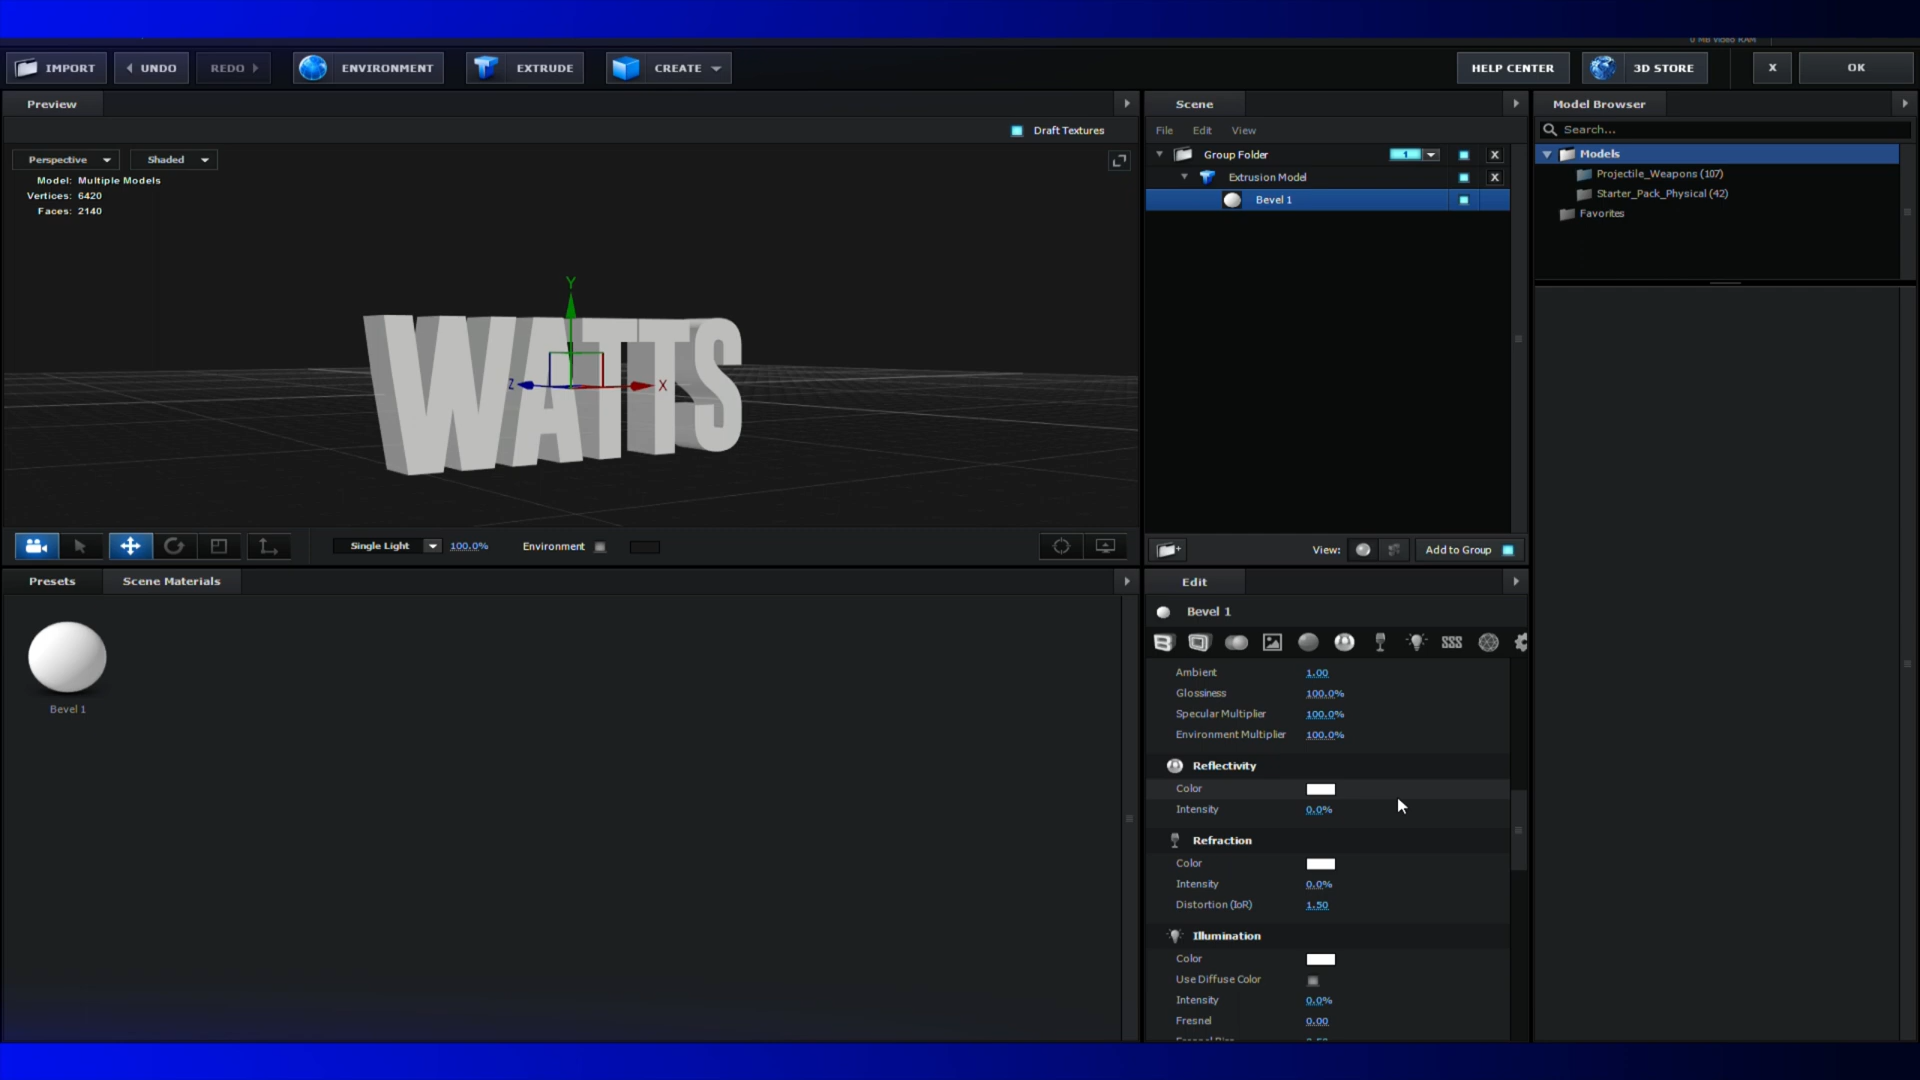 0 MB Video RAM
IMPORT
UNDO
REDO
ENVIRONMENT
EXTRUDE
CREATE
HELP CENTER
3D STORE
X
OK
Preview
Draft Textures
Perspective
Shaded
Model: Multiple Models
Vertices: 6420
Faces: 2140
Y
Z
X
WATTS
Single Light
100.0%
Environment
Presets
Scene Materials
Bevel 1
Scene
File
Edit
View
Group Folder
1
X
Extrusion Model
X
Bevel 1
View:
Add to Group
Edit
Bevel 1
SSS
Ambient 1.00
Glossiness 100.0%
Specular Multiplier 100.0%
Environment Multiplier 100.0%
Reflectivity
Color
Intensity 0.0%
Refraction
Color
Intensity 0.0%
Distortion (IoR) 1.50
Illumination
Color
Use Diffuse Color
Intensity 0.0%
Fresnel 0.00
Model Browser
Search...
Models
Projectile_Weapons (107)
Starter_Pack_Physical (42)
Favorites